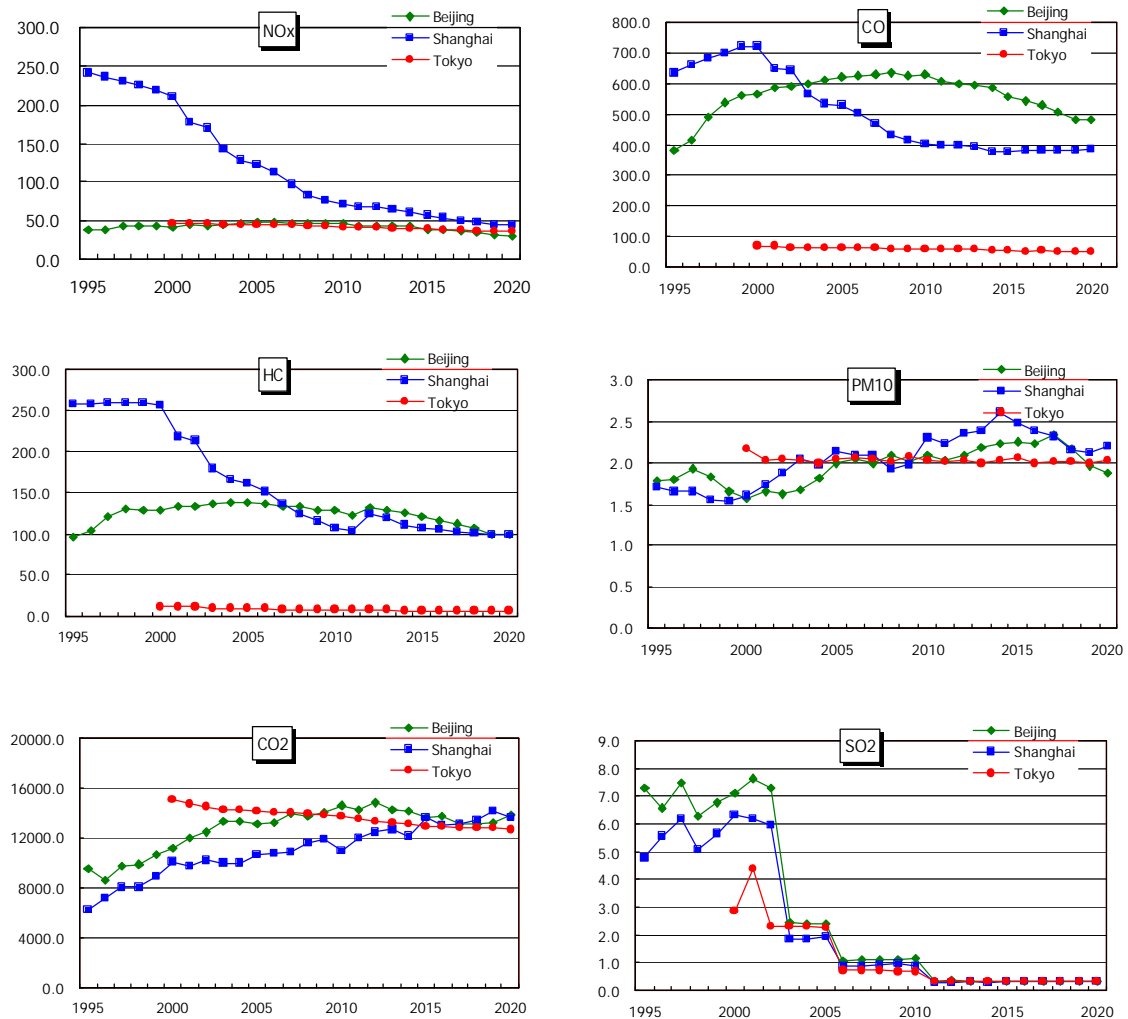 NOx
Beijing
Shanghai
Tokyo
300.0
250.0
200.0
150.0
100.0
50.0
0.0
1995 2000 2005 2010 2015 2020
CO
Beijing
Shanghai
Tokyo
800.0
700.0
600.0
500.0
400.0
300.0
200.0
100.0
0.0
1995 2000 2005 2010 2015 2020
HC
Beijing
Shanghai
Tokyo
300.0
250.0
200.0
150.0
100.0
50.0
0.0
1995 2000 2005 2010 2015 2020
PM10
Beijing
Shanghai
Tokyo
3.0
2.5
2.0
1.5
1.0
0.5
0.0
1995 2000 2005 2010 2015 2020
CO2
Beijing
Shanghai
Tokyo
20000.0
16000.0
12000.0
8000.0
4000.0
0.0
1995 2000 2005 2010 2015 2020
SO2
Beijing
Shanghai
Tokyo
9.0
8.0
7.0
6.0
5.0
4.0
3.0
2.0
1.0
0.0
1995 2000 2005 2010 2015 2020